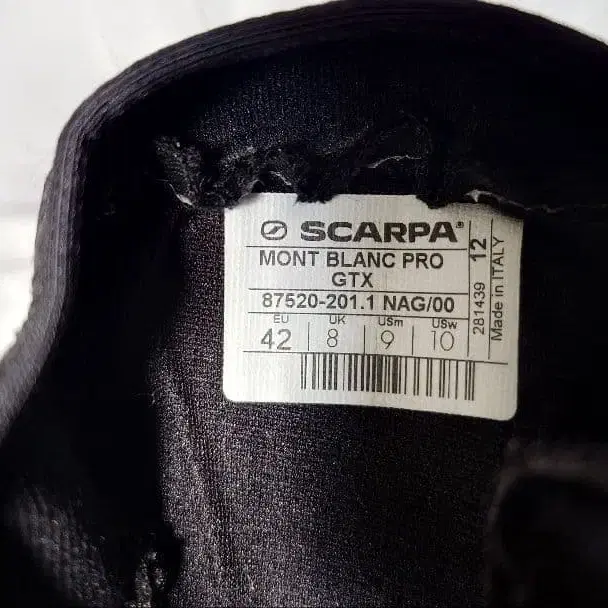 SCARPA®
MONT BLANC PRO
GTX
87520-201.1 NAG/00
EU UK USm USw
42 8 9 10
281439 12
Made in ITALY